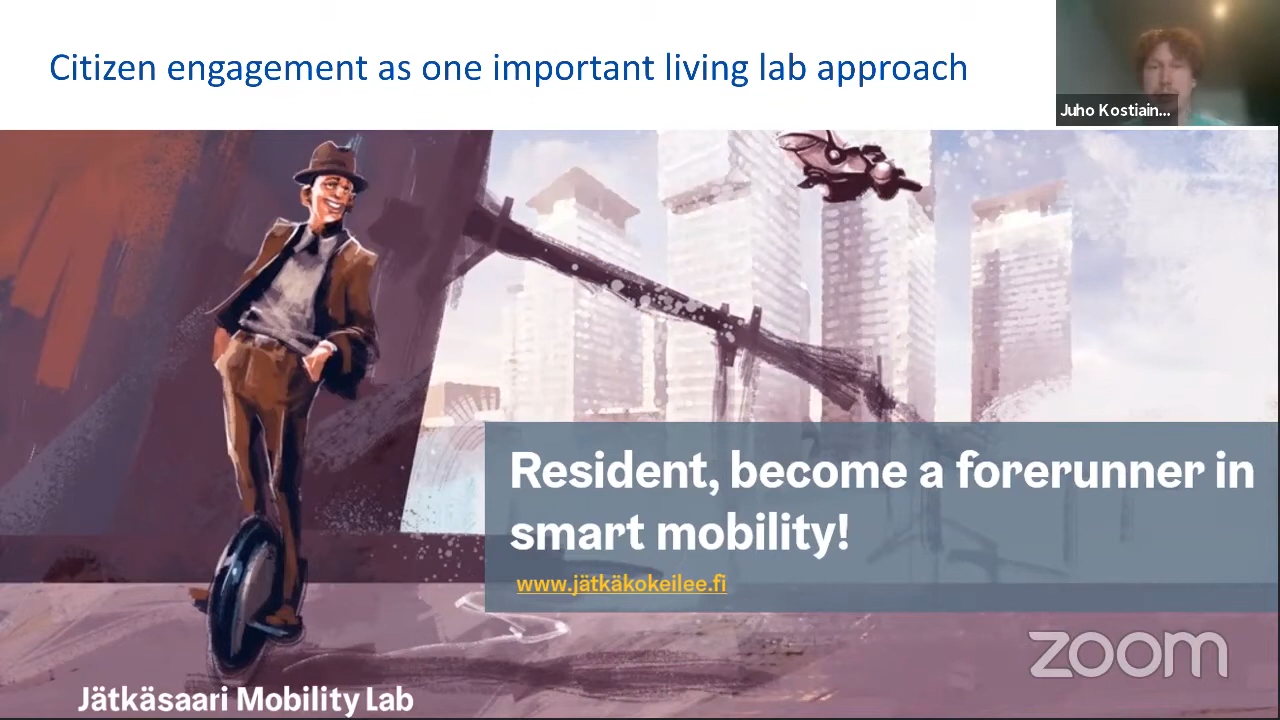 Citizen engagement as one important living lab approach
Juho Kostiain...
Resident, become a forerunner in
smart mobility!
www.jätkäkokeilee.fi
zoom
Jätkäsaari Mobility Lab